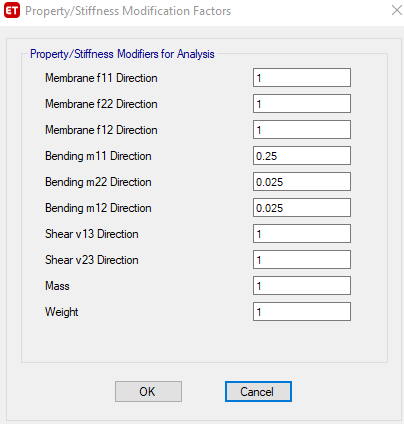 ET Property/Stiffness Modification Factors
Property/Stiffness Modifiers for Analysis
Membrane f11 Direction 1
Membrane f22 Direction 1
Membrane f12 Direction 1
Bending m11 Direction 0.25
Bending m22 Direction 0.025
Bending m12 Direction 0.025
Shear v13 Direction 1
Shear v23 Direction 1
Mass 1
Weight 1
OK Cancel